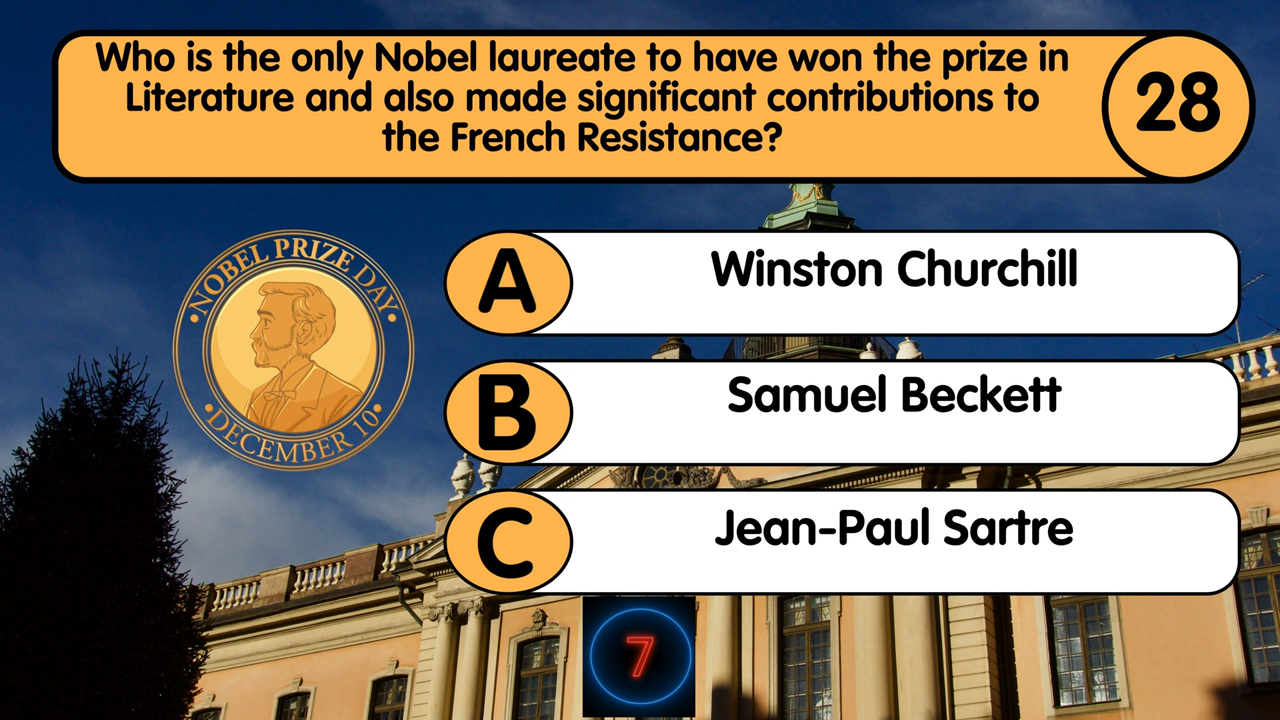 Who is the only Nobel laureate to have won the prize in
Literature and also made significant contributions to
the French Resistance?
28
NOBEL PRIZE DAY
DECEMBER 10
A
Winston Churchill
B
Samuel Beckett
C
Jean-Paul Sartre
7